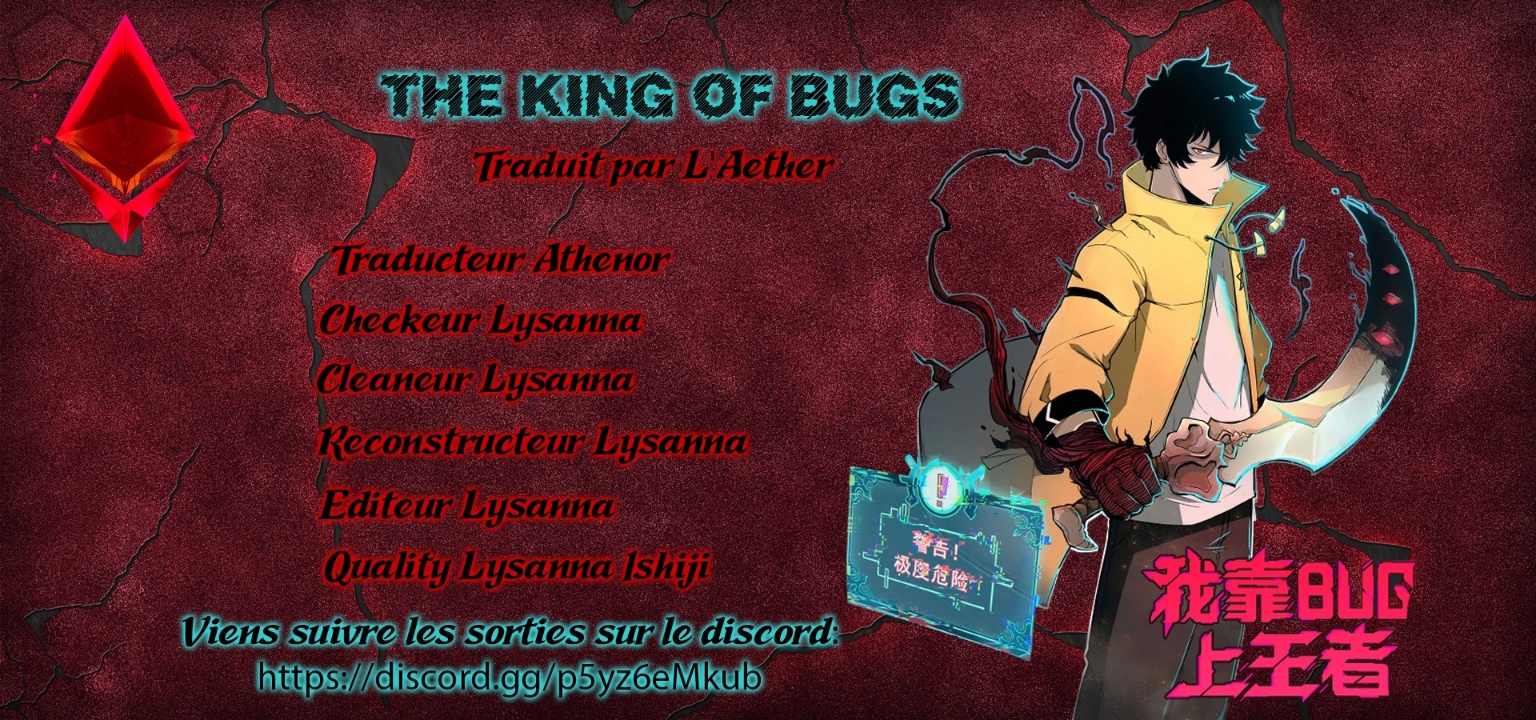 THE KING OF BUGS
Traduit par L'Aether
Traducteur Athenor
Checkeur Lysanna
Cleaneur Lysanna
Reconstructeur Lysanna
Editeur Lysanna
Quality Lysanna Ishiji
Viens suivre les sorties sur le discord:
https://discord.gg/p5yz6eMkub
警告!
极度危险!
我靠BUG
上王者